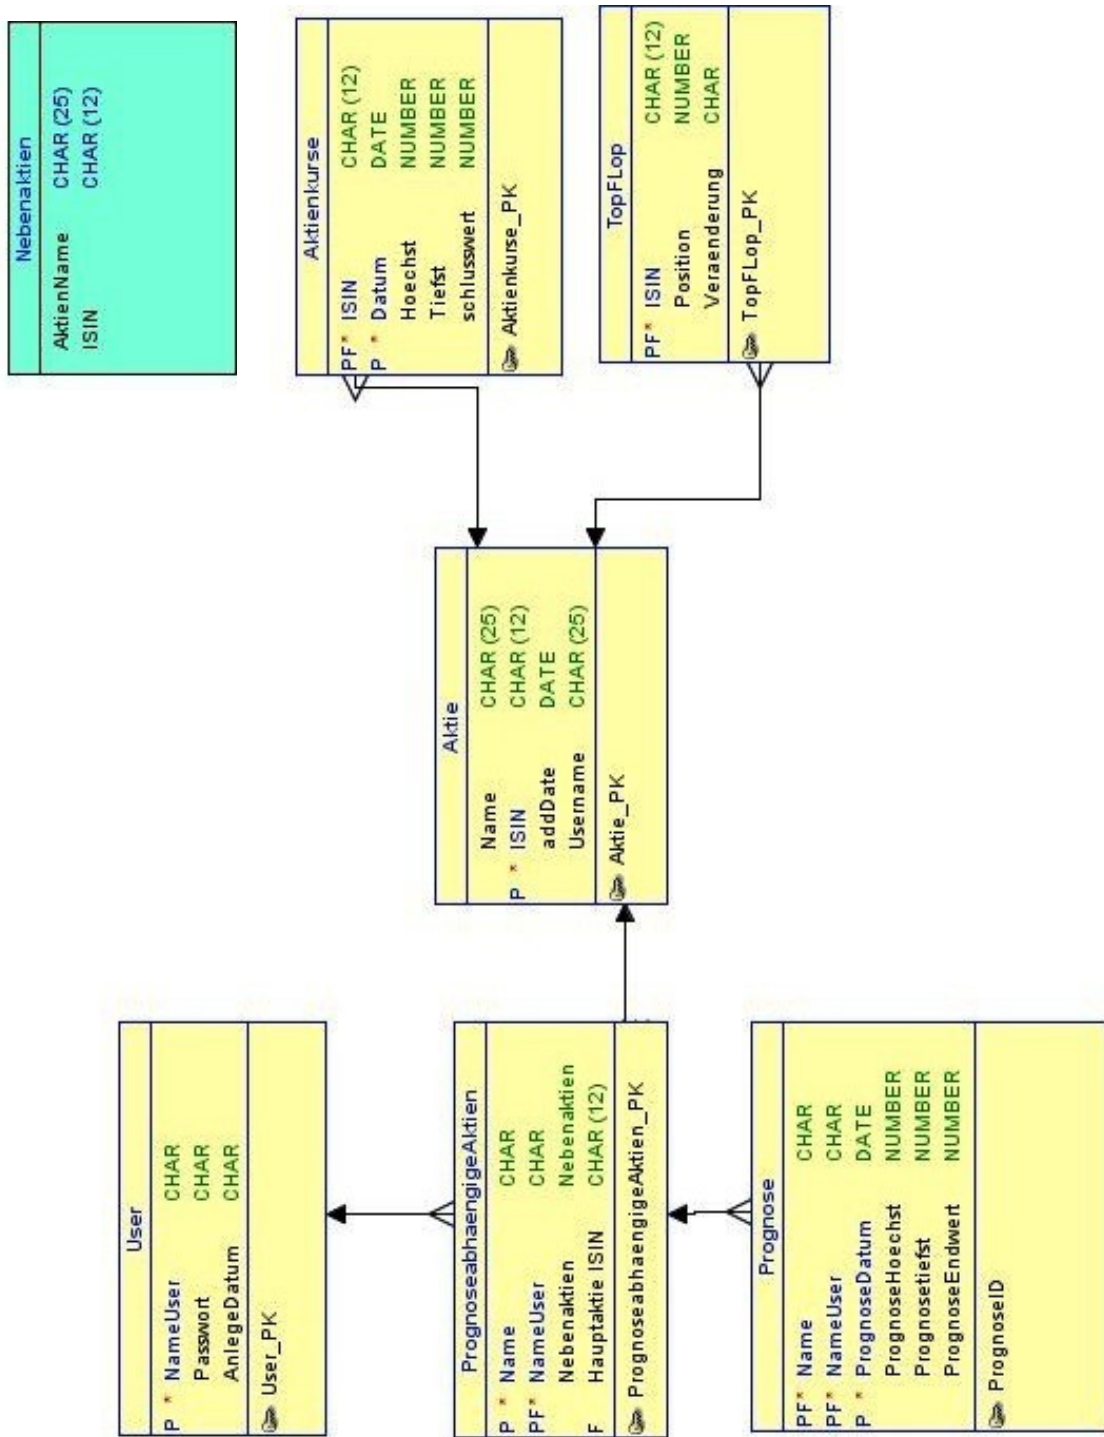 User
P * NameUser CHAR
Passwort CHAR
AnlegeDatum CHAR
User_PK
PrognoseabhaengigeAktien
P * Name CHAR
PF* NameUser CHAR
Nebenaktien Nebenaktien
F Hauptaktie ISIN CHAR (12)
PrognoseabhaengigeAktien_PK
Prognose
PF* Name CHAR
PF* NameUser CHAR
P * PrognoseDatum DATE
PrognoseHoechst NUMBER
Prognosetiefst NUMBER
PrognoseEndwert NUMBER
PrognoseID
Aktie
Name CHAR (25)
P * ISIN CHAR (12)
addDate DATE
Username CHAR (25)
Aktie_PK
Nebenaktien
AktienName CHAR (25)
ISIN CHAR (12)
Aktienkurse
PF* ISIN CHAR (12)
P * Datum DATE
Hoechst NUMBER
Tiefst NUMBER
schlusswert NUMBER
Aktienkurse_PK
TopFLop
PF* ISIN CHAR (12)
Position NUMBER
Veraenderung CHAR
TopFLop_PK